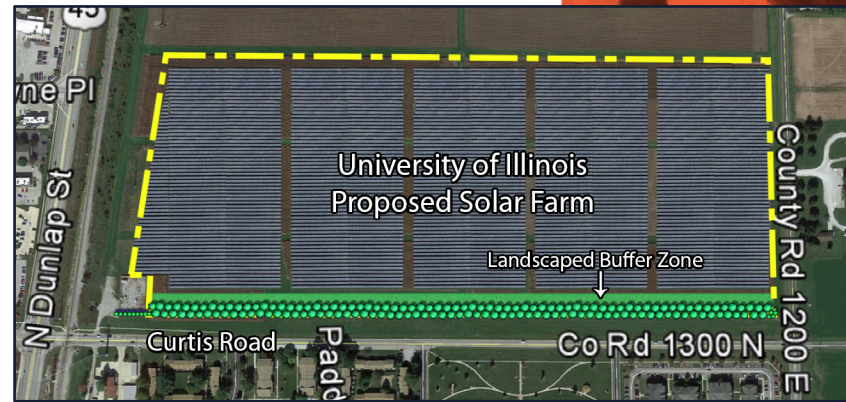 45
yne Pl
N Dunlap St
University of Illinois
Proposed Solar Farm
Landscaped Buffer Zone
County Rd 1200 E
Curtis Road
Padd
Co Rd 1300 N